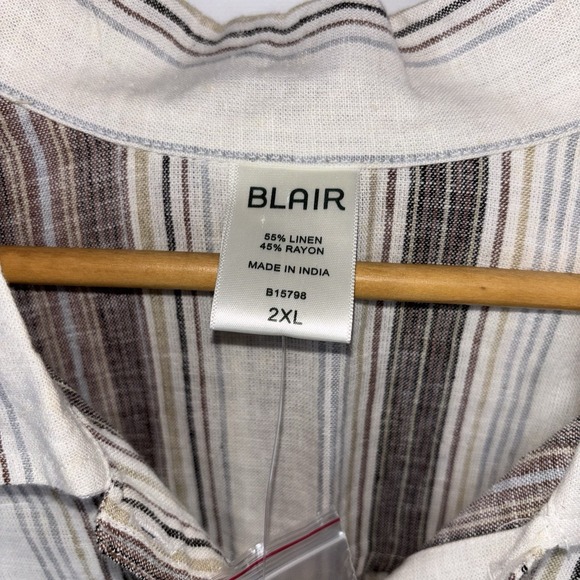 BLAIR
55% LINEN
45% RAYON
MADE IN INDIA
B15798
2XL